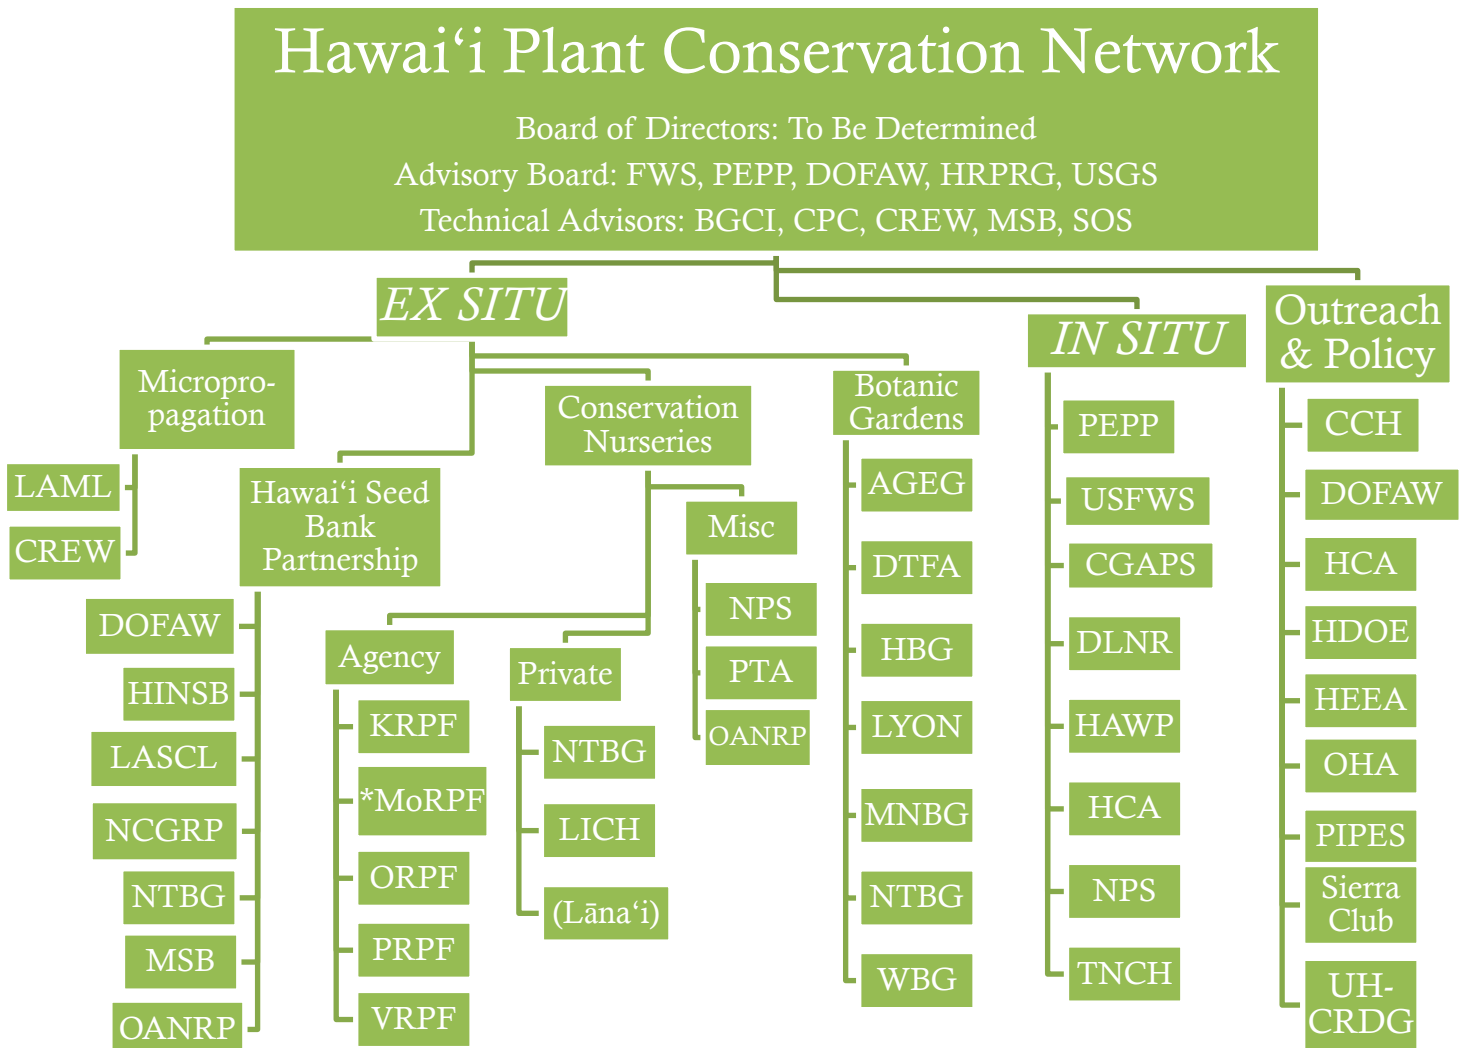 Hawaiʻi Plant Conservation Network
Board of Directors: To Be Determined
Advisory Board: FWS, PEPP, DOFAW, HRPRG, USGS
Technical Advisors: BGCI, CPC, CREW, MSB, SOS
EX SITU
Micropro-
pagation
LAML
CREW
Hawaiʻi Seed
Bank
Partnership
DOFAW
HINSB
LASCL
NCGRP
NTBG
MSB
OANRP
Conservation
Nurseries
Agency
KRPF
*MoRPF
ORPF
PRPF
VRPF
Private
NTBG
LICH
(Lānaʻi)
Misc
NPS
PTA
OANRP
Botanic
Gardens
AGEG
DTFA
HBG
LYON
MNBG
NTBG
WBG
IN SITU
PEPP
USFWS
CGAPS
DLNR
HAWP
HCA
NPS
TNCH
Outreach
& Policy
CCH
DOFAW
HCA
HDOE
HEEA
OHA
PIPES
Sierra
Club
UH-
CRDG